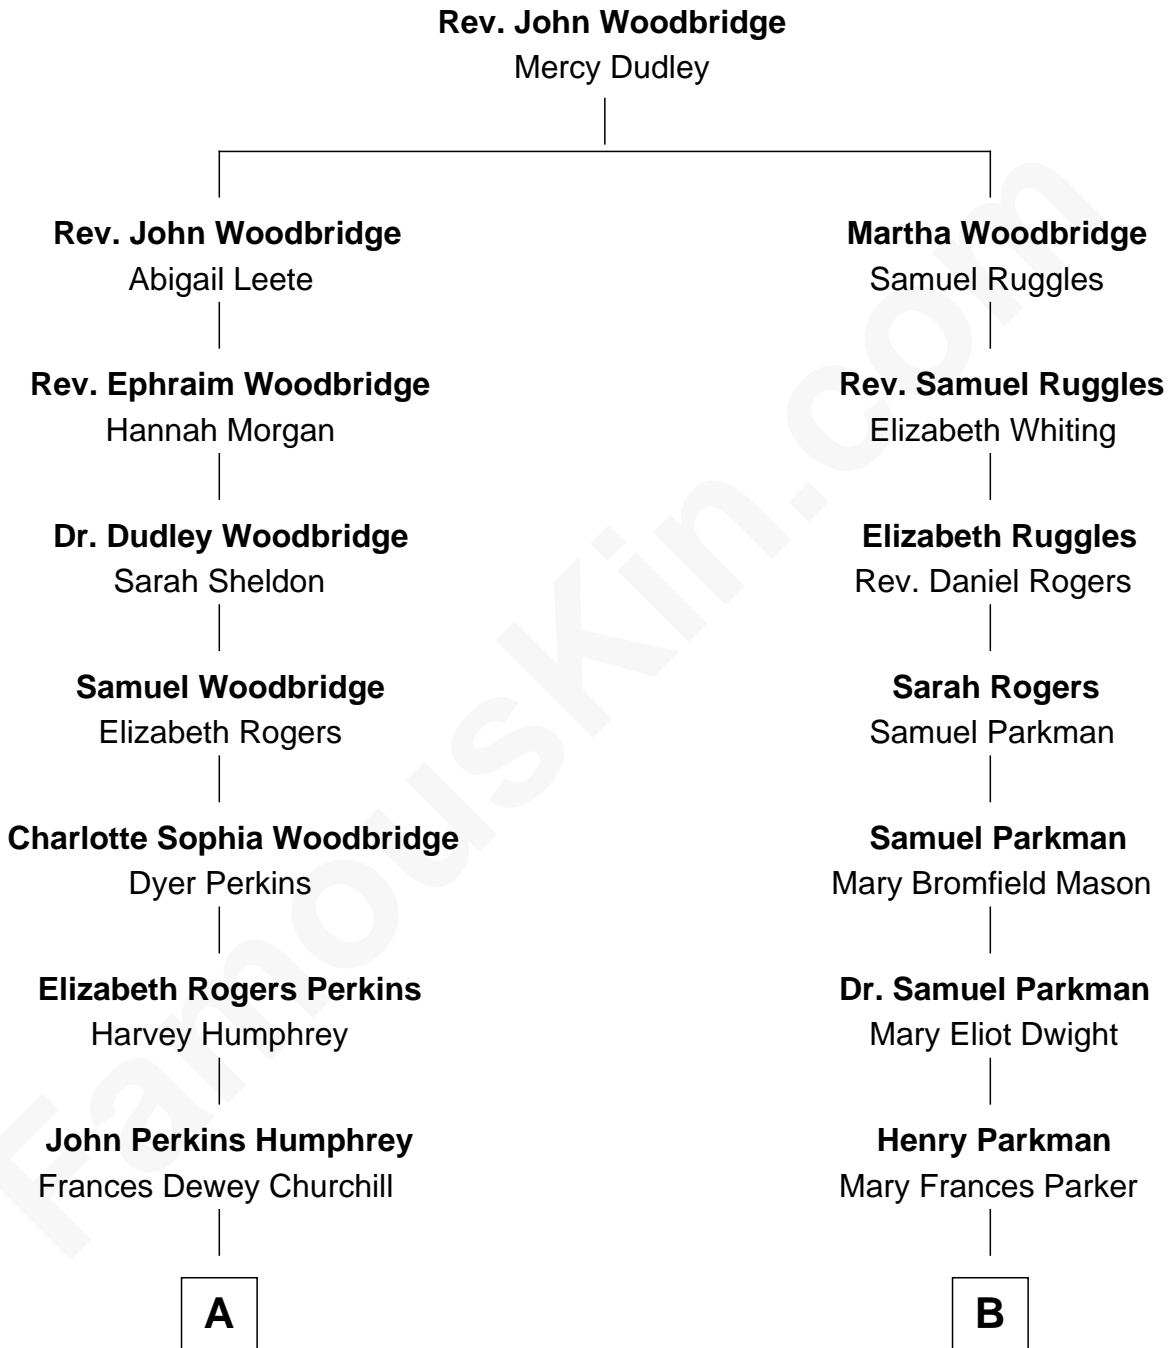 Rev. John Woodbridge
Mercy Dudley
Rev. John Woodbridge
Abigail Leete
Rev. Ephraim Woodbridge
Hannah Morgan
Dr. Dudley Woodbridge
Sarah Sheldon
Samuel Woodbridge
Elizabeth Rogers
Charlotte Sophia Woodbridge
Dyer Perkins
Elizabeth Rogers Perkins
Harvey Humphrey
John Perkins Humphrey
Frances Dewey Churchill
A
Martha Woodbridge
Samuel Ruggles
Rev. Samuel Ruggles
Elizabeth Whiting
Elizabeth Ruggles
Rev. Daniel Rogers
Sarah Rogers
Samuel Parkman
Samuel Parkman
Mary Bromfield Mason
Dr. Samuel Parkman
Mary Eliot Dwight
Henry Parkman
Mary Frances Parker
B
FamousKin.com